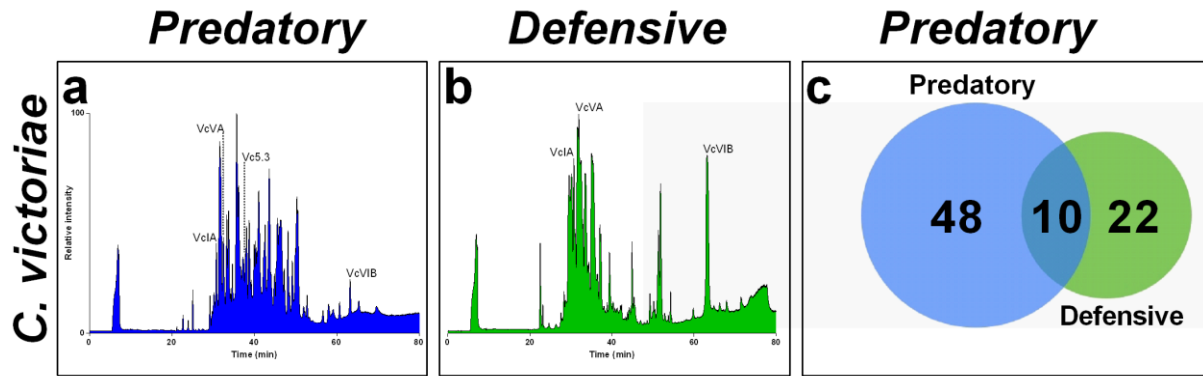 Predatory
Defensive
Predatory
C. victoriae
a
100
Relative intensity
0
VcVA
Vc5.3
VcIA
VcVIB
0
20
40
60
80
Time (min)
b
VcVA
VcIA
VcVIB
0
20
40
60
80
Time (min)
c
Predatory
48
10
22
Defensive